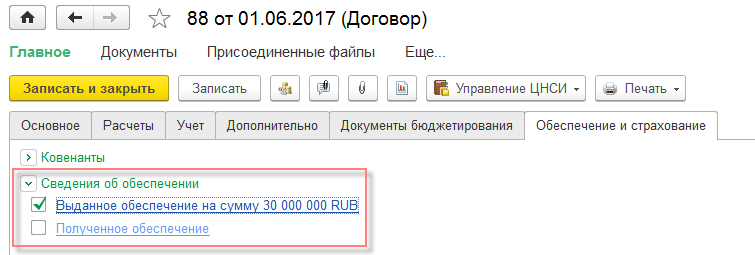 88 от 01.06.2017 (Договор)
Главное Документы Присоединенные файлы Еще...
Записать и закрыть Записать Управление ЦНСИ Печать
Основное Расчеты Учет Дополнительно Документы бюджетирования Обеспечение и страхование
Ковенанты
Сведения об обеспечении
Выданное обеспечение на сумму 30 000 000 RUB
Полученное обеспечение